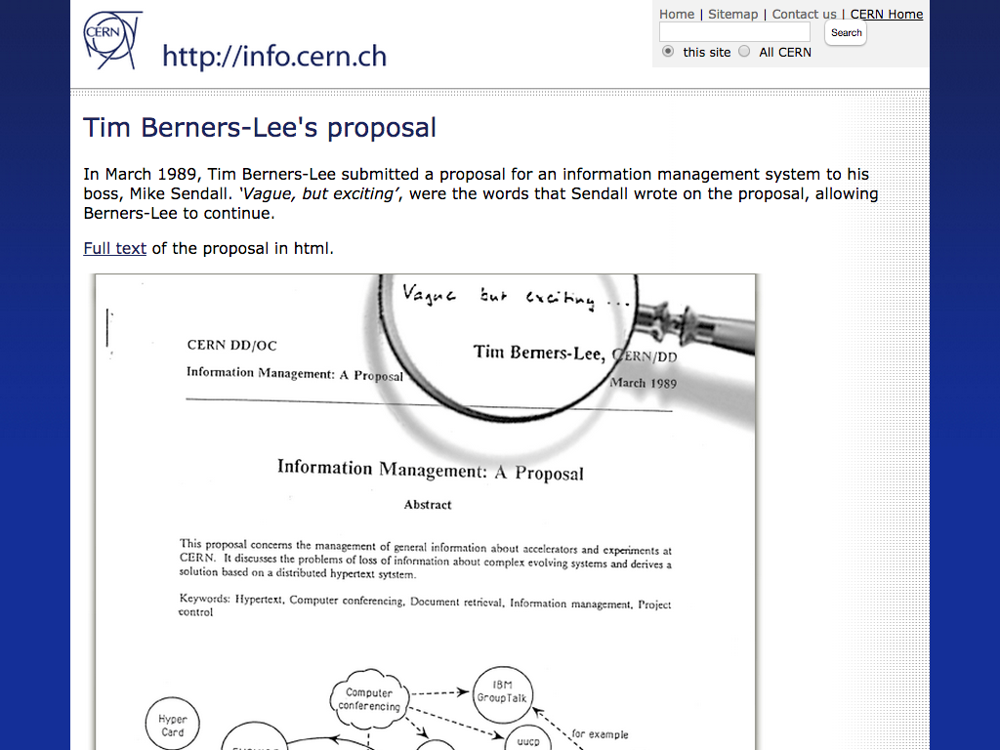 CERN
http://info.cern.ch
Home | Sitemap | Contact us | CERN Home
Search
this site All CERN
Tim Berners-Lee's proposal
In March 1989, Tim Berners-Lee submitted a proposal for an information management system to his
boss, Mike Sendall. 'Vague, but exciting', were the words that Sendall wrote on the proposal, allowing
Berners-Lee to continue.
Full text of the proposal in html.
Vague but exciting ...
CERN DD/OC
Tim Berners-Lee, CERN/DD
Information Management: A Proposal
March 1989
Information Management: A Proposal
Abstract
This proposal concerns the management of general information about accelerators and experiments at
CERN. It discusses the problems of loss of information about complex evolving systems and derives a
solution based on a distributed hypertext sytstem.
Keywords: Hypertext, Computer conferencing, Document retrieval, Information management, Project
control
Computer
conferencing
IBM
GroupTalk
Hyper
Card
uucp
for example